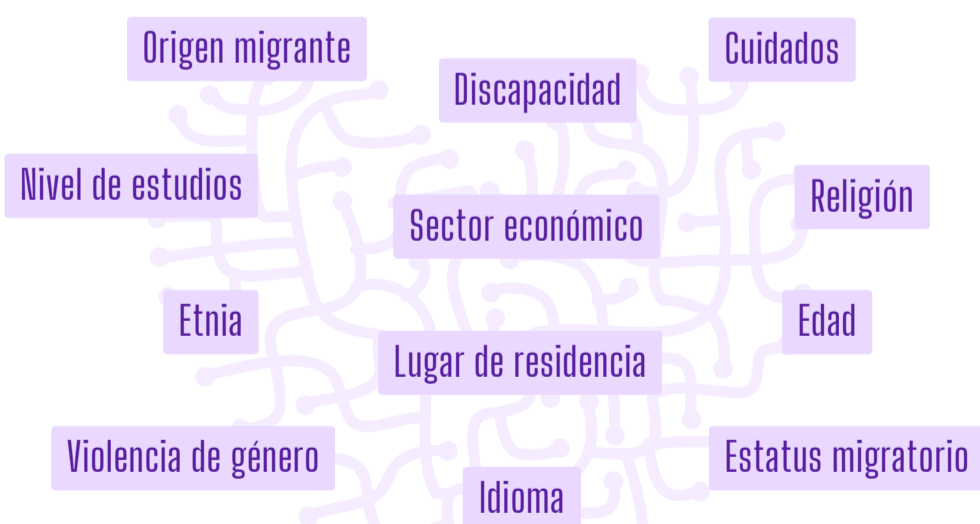 Origen migrante
Cuidados
Discapacidad
Nivel de estudios
Religión
Sector económico
Etnia
Edad
Lugar de residencia
Violencia de género
Estatus migratorio
Idioma